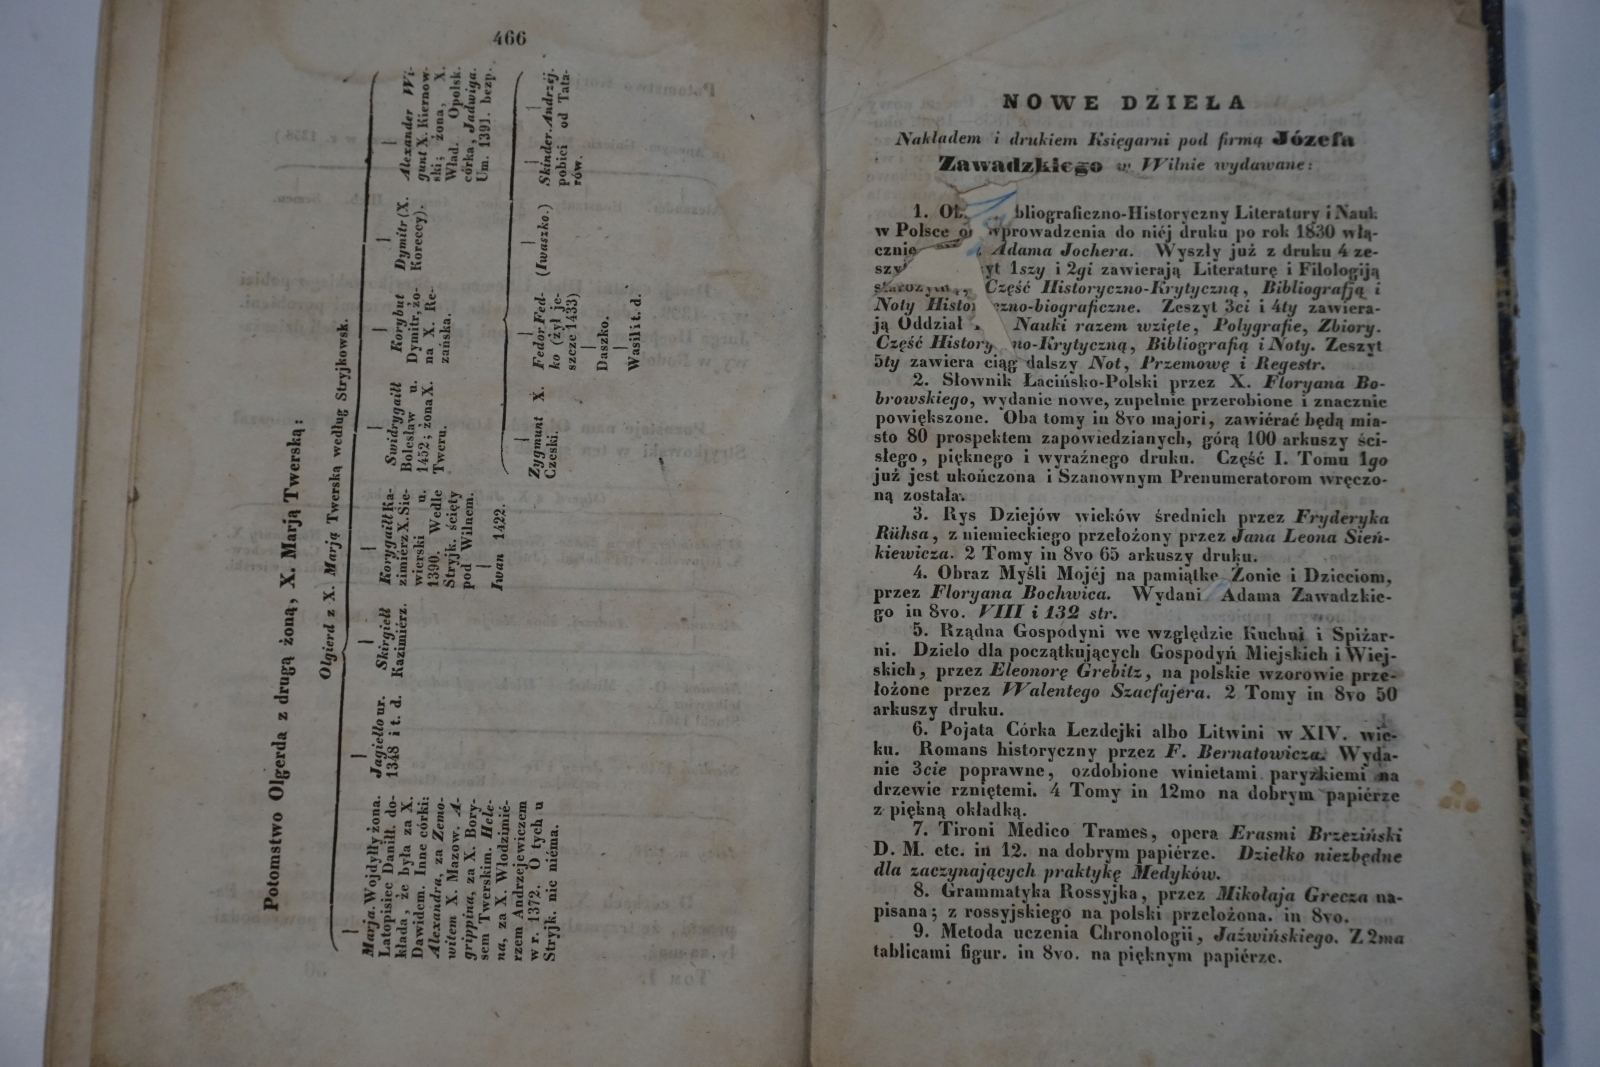 466
Potomstwo Olgerda z drugą żoną, X. Marją Twerską:
Olgierd z X. Marją Twerską według Stryjkowsk.
Marja. Wojdyłły żona.
Latopisiec Daniłł. do-
kłada, że była za X.
Dawidem. Inne córki:
Alexandra, za Zemo-
witem X. Mazow. A-
grippina, za X. Bory-
sem Twerskim. Hele-
na, za X. Włodzimié-
rzem Andrzejewiczem
w r. 1372. O tych u
Stryjk. nic niéma.
Jagiełło ur.
1348 i t. d.
Skirgiełł
Kazimiérz.
Korygaiłł Ka-
zimiérz X. Sie-
wierski u.
1390. Wedle
Stryjk. ścięty
pod Wilnem.
Iwan 1422.
Swidrygaiłł
Bolesław u.
1452; żona X.
Tweru.
Korybut
Dymitr, żo-
na X. Re-
zańska.
Dymitr (X.
Koreccy).
Alexander Wi-
gunt X. Kiernow-
ski; żona, X.
Wład. Opolsk.
córka, Jadwiga.
Um. 1391. bezp.
Zygmunt X.
Czeski.
Fedor Fed-
ko (żył je-
szcze 1433)
Daszko.
Wasil i t. d.
(Iwaszko.)
Skinder. Andrzéj.
pobici od Tata-
rów.
NOWE DZIEŁA
Nakładem i drukiem Księgarni pod firmą Józefa
Zawadzkiego w Wilnie wydawane:
1. bliograficzno-Historyczny Literatury i Nauk
w Polsce wprowadzenia do niéj druku po rok 1830 włą-
cznie Adama Jochera. Wyszły już z druku 4 ze-
1szy i 2gi zawierają Literaturę i Filologiją
Część Historyczno-Krytyczną, Bibliografją i
Noty zno-biograficzne. Zeszyt 3ci i 4ty zawiera-
ją Oddział Nauki razem wzięte, Polygrafie, Zbiory.
Część History no-Krytyczną, Bibliografią i Noty. Zeszyt
5ty zawiera ciąg dalszy Not, Przemowę i Regestr.
2. Słownik Łacińsko-Polski przez X. Floryana Bo-
browskiego, wydanie nowe, zupełnie przerobione i znacznie
powiększone. Oba tomy in 8vo majori, zawiérać będą mia-
sto 80 prospektem zapowiedzianych, górą 100 arkuszy ści-
słego, pięknego i wyraźnego druku. Część I. Tomu 1go
już jest ukończona i Szanownym Prenumeratorom wręczo-
ną została.
3. Rys Dziejów wieków średnich przez Fryderyka
Rühsa, z niemieckiego przełożony przez Jana Leona Sień-
kiewicza. 2 Tomy in 8vo 65 arkuszy druku.
4. Obraz Myśli Mojéj na pamiątkę Żonie i Dzieciom,
przez Floryana Bochwica. Wydani Adama Zawadzkie-
go in 8vo. VIII i 132 str.
5. Rządna Gospodyni we względzie Kuchni i Spiżar-
ni. Dzieło dla początkujących Gospodyń Miejskich i Wiej-
skich, przez Eleonorę Grebitz, na polskie wzorowie prze-
łożone przez Walentego Szacfajera. 2 Tomy in 8vo 50
arkuszy druku.
6. Pojata Córka Lezdejki albo Litwini w XIV. wie-
ku. Romans historyczny przez F. Bernatowicza. Wyda-
nie 3cie poprawne, ozdobione winietami paryzkiemi na
drzewie rzniętemi. 4 Tomy in 12mo na dobrym papiérze
z piękną okładką.
7. Tironi Medico Trames, opera Erasmi Brzeziński
D. M. etc. in 12. na dobrym papiérze. Dziełko niezbędne
dla zaczynających praktykę Medyków.
8. Grammatyka Rossyjka, przez Mikołaja Grecza na-
pisana; z rossyjskiego na polski przełożona. in 8vo.
9. Metoda uczenia Chronologii, Jaźwińskiego. Z 2ma
tablicami figur. in 8vo. na pięknym papiérze.